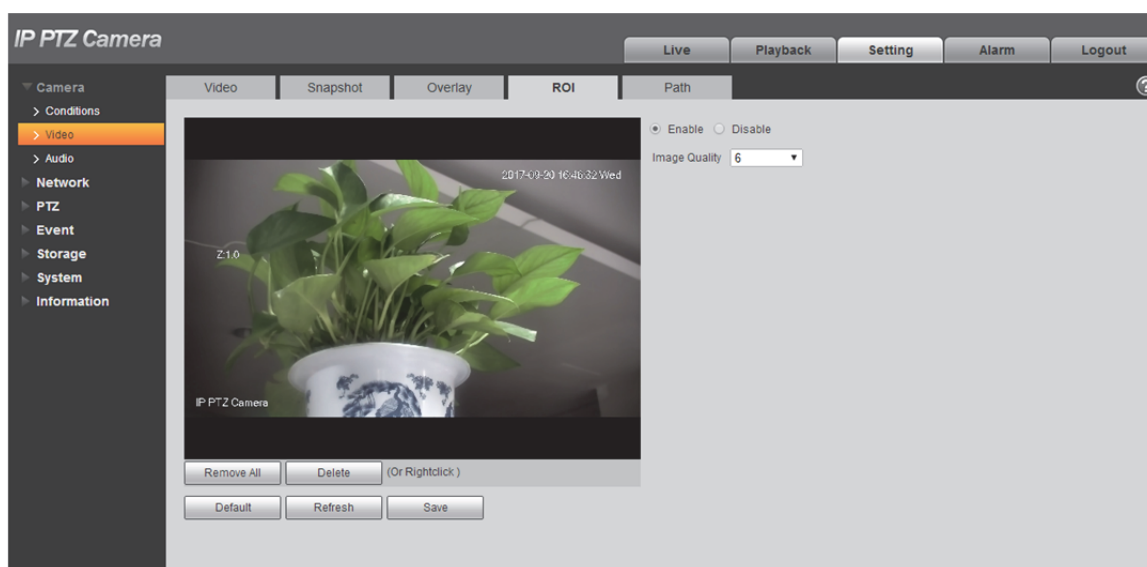 IP PTZ Camera
Live Playback Setting Alarm Logout
Camera
Conditions
Video
Audio
Network
PTZ
Event
Storage
System
Information
Video Snapshot Overlay ROI Path
?
2017-09-20 16:46:32 Wed
Z:1.0
IP PTZ Camera
Enable Disable
Image Quality 6
Remove All Delete (Or Rightclick )
Default Refresh Save